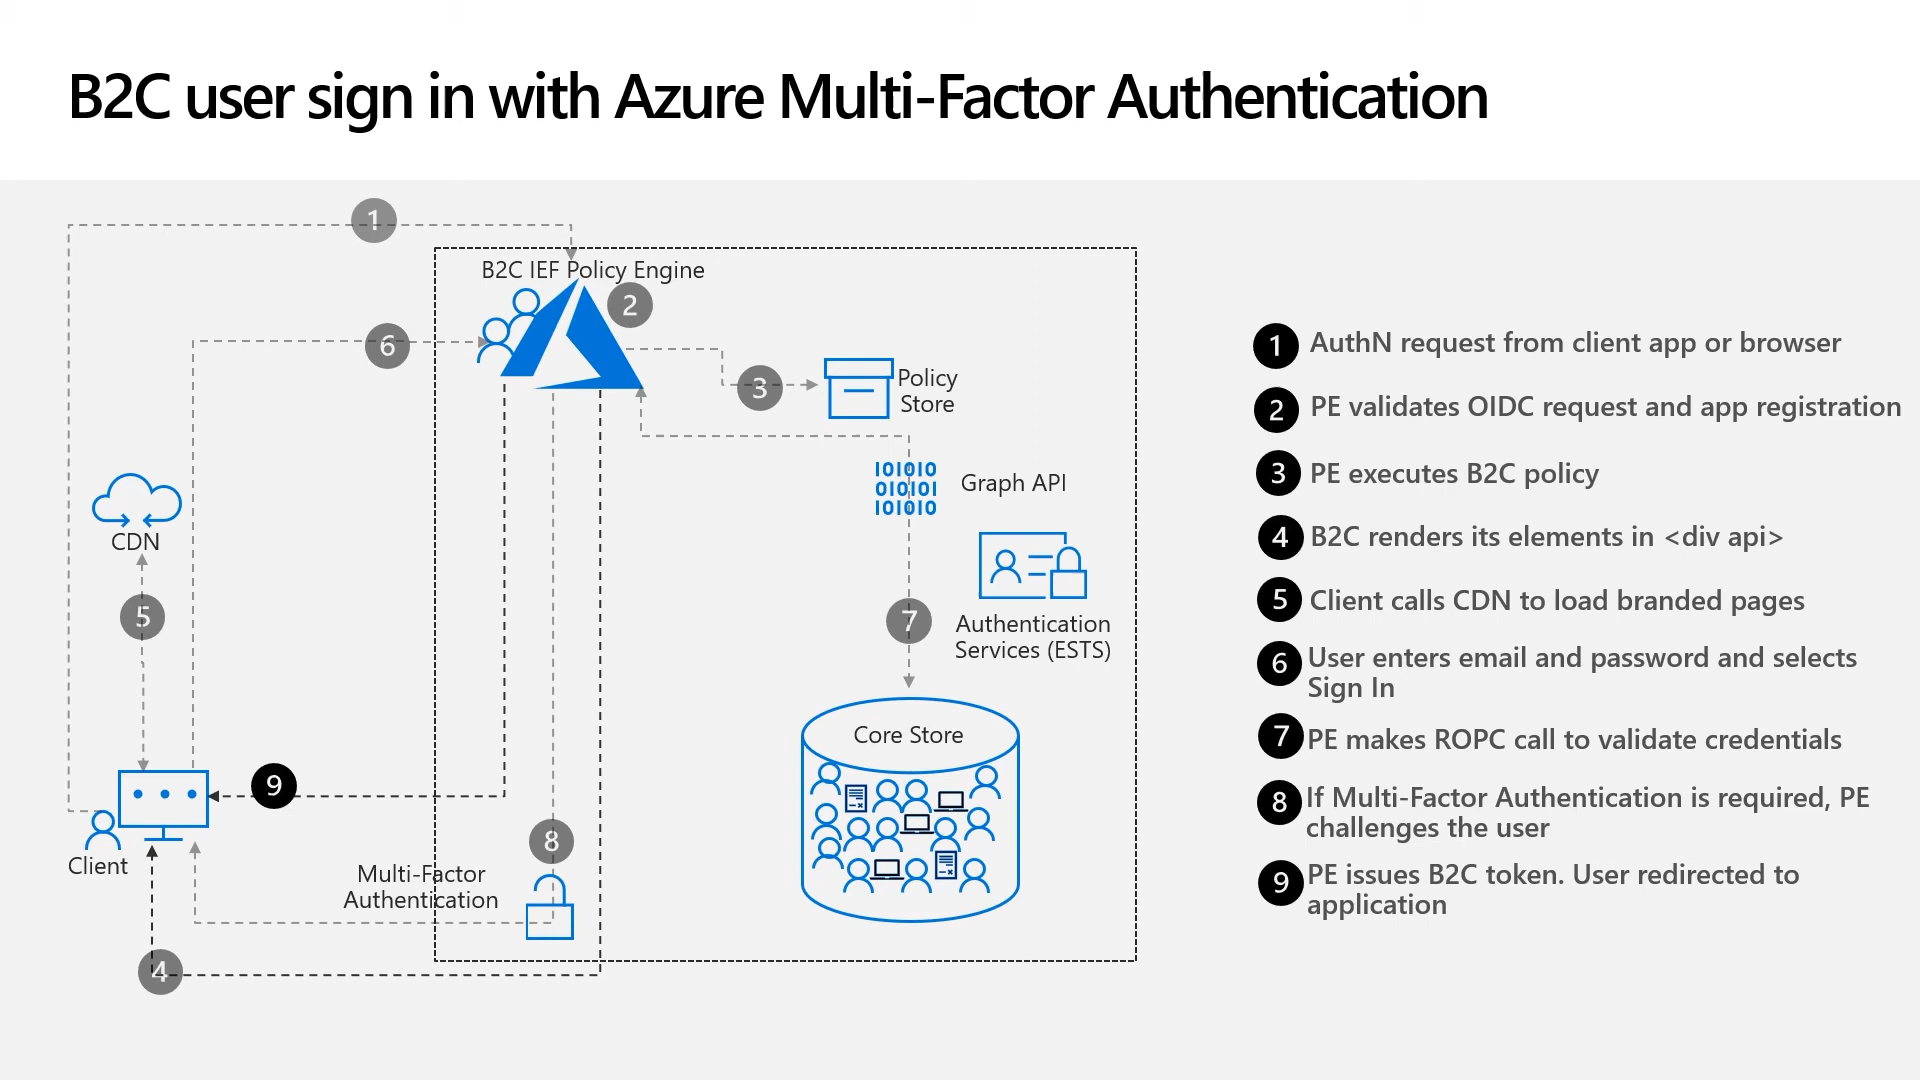 B2C user sign in with Azure Multi-Factor Authentication
1
B2C IEF Policy Engine
2
6
3
Policy
Store
101010
010101
101010
Graph API
CDN
5
7
Authentication
Services (ESTS)
Core Store
9
Client
8
Multi-Factor
Authentication
4
1 AuthN request from client app or browser
2 PE validates OIDC request and app registration
3 PE executes B2C policy
4 B2C renders its elements in <div api>
5 Client calls CDN to load branded pages
6 User enters email and password and selects
Sign In
7 PE makes ROPC call to validate credentials
8 If Multi-Factor Authentication is required, PE
challenges the user
9 PE issues B2C token. User redirected to
application